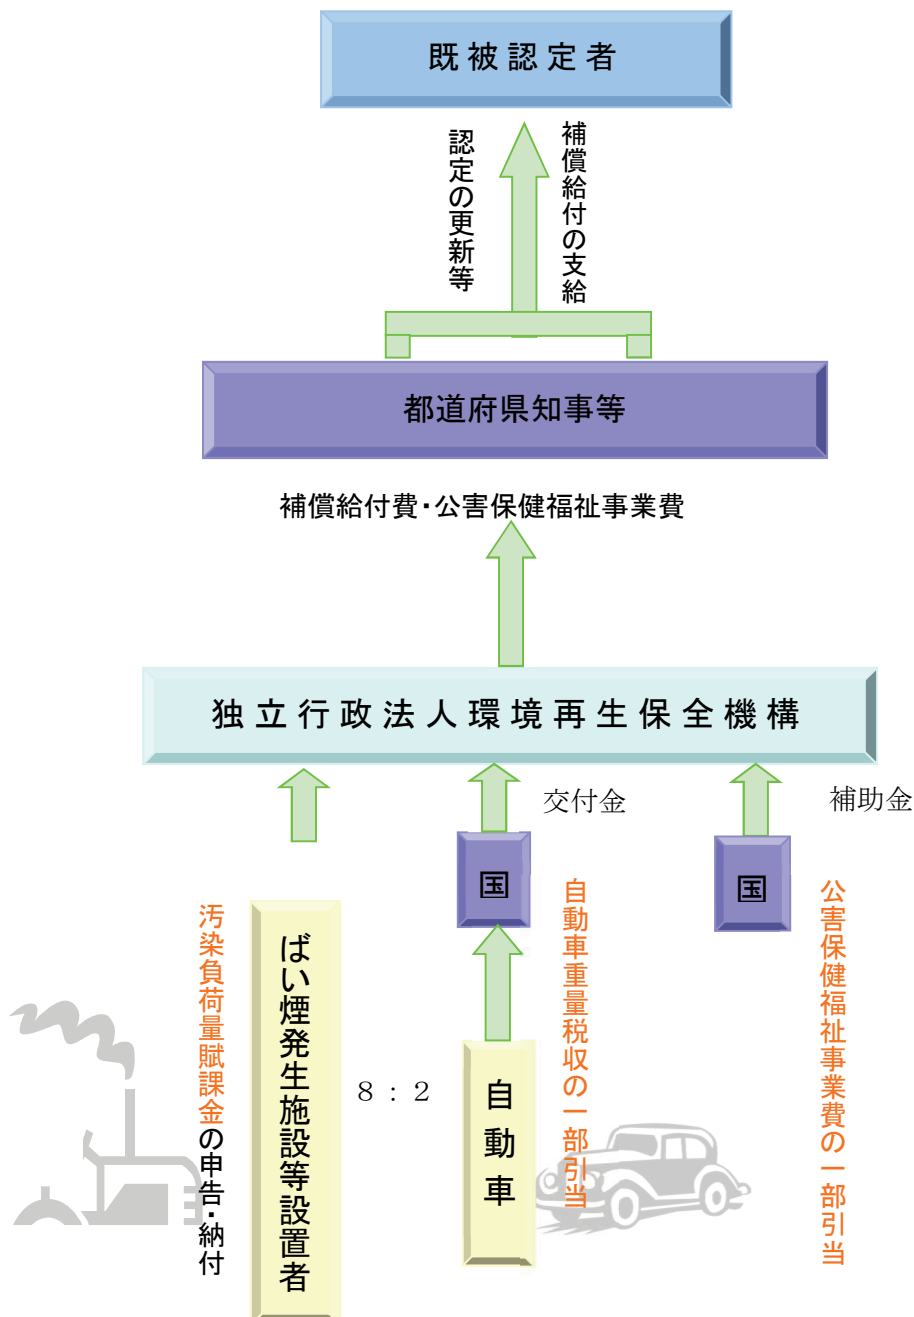 既被認定者
認定の更新等
補償給付の支給
都道府県知事等
補償給付費・公害保健福祉事業費
独立行政法人環境再生保全機構
交付金
補助金
国
国
汚染負荷量賦課金の申告・納付
ばい煙発生施設等設置者
８：２
自動車
自動車重量税収の一部引当
公害保健福祉事業費の一部引当